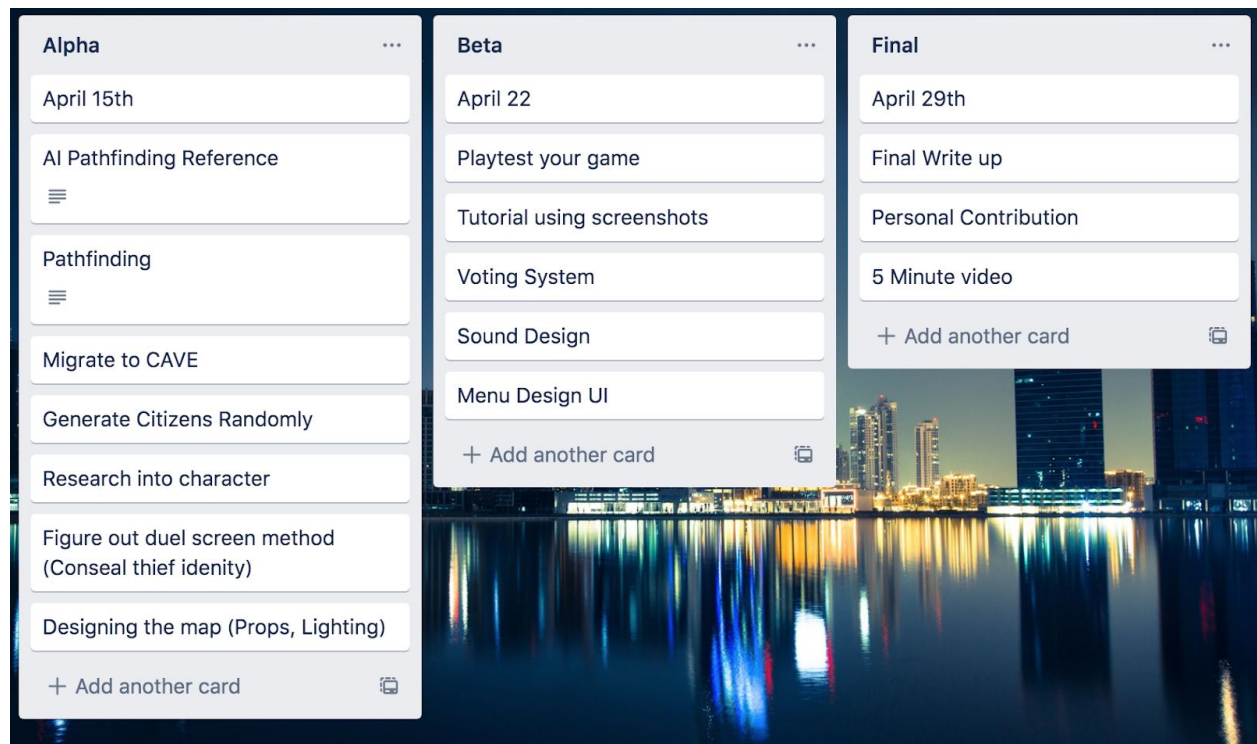 Alpha
April 15th
AI Pathfinding Reference
Pathfinding
Migrate to CAVE
Generate Citizens Randomly
Research into character
Figure out duel screen method
(Conseal thief idenity)
Designing the map (Props, Lighting)
+ Add another card
Beta
April 22
Playtest your game
Tutorial using screenshots
Voting System
Sound Design
Menu Design UI
+ Add another card
Final
April 29th
Final Write up
Personal Contribution
5 Minute video
+ Add another card